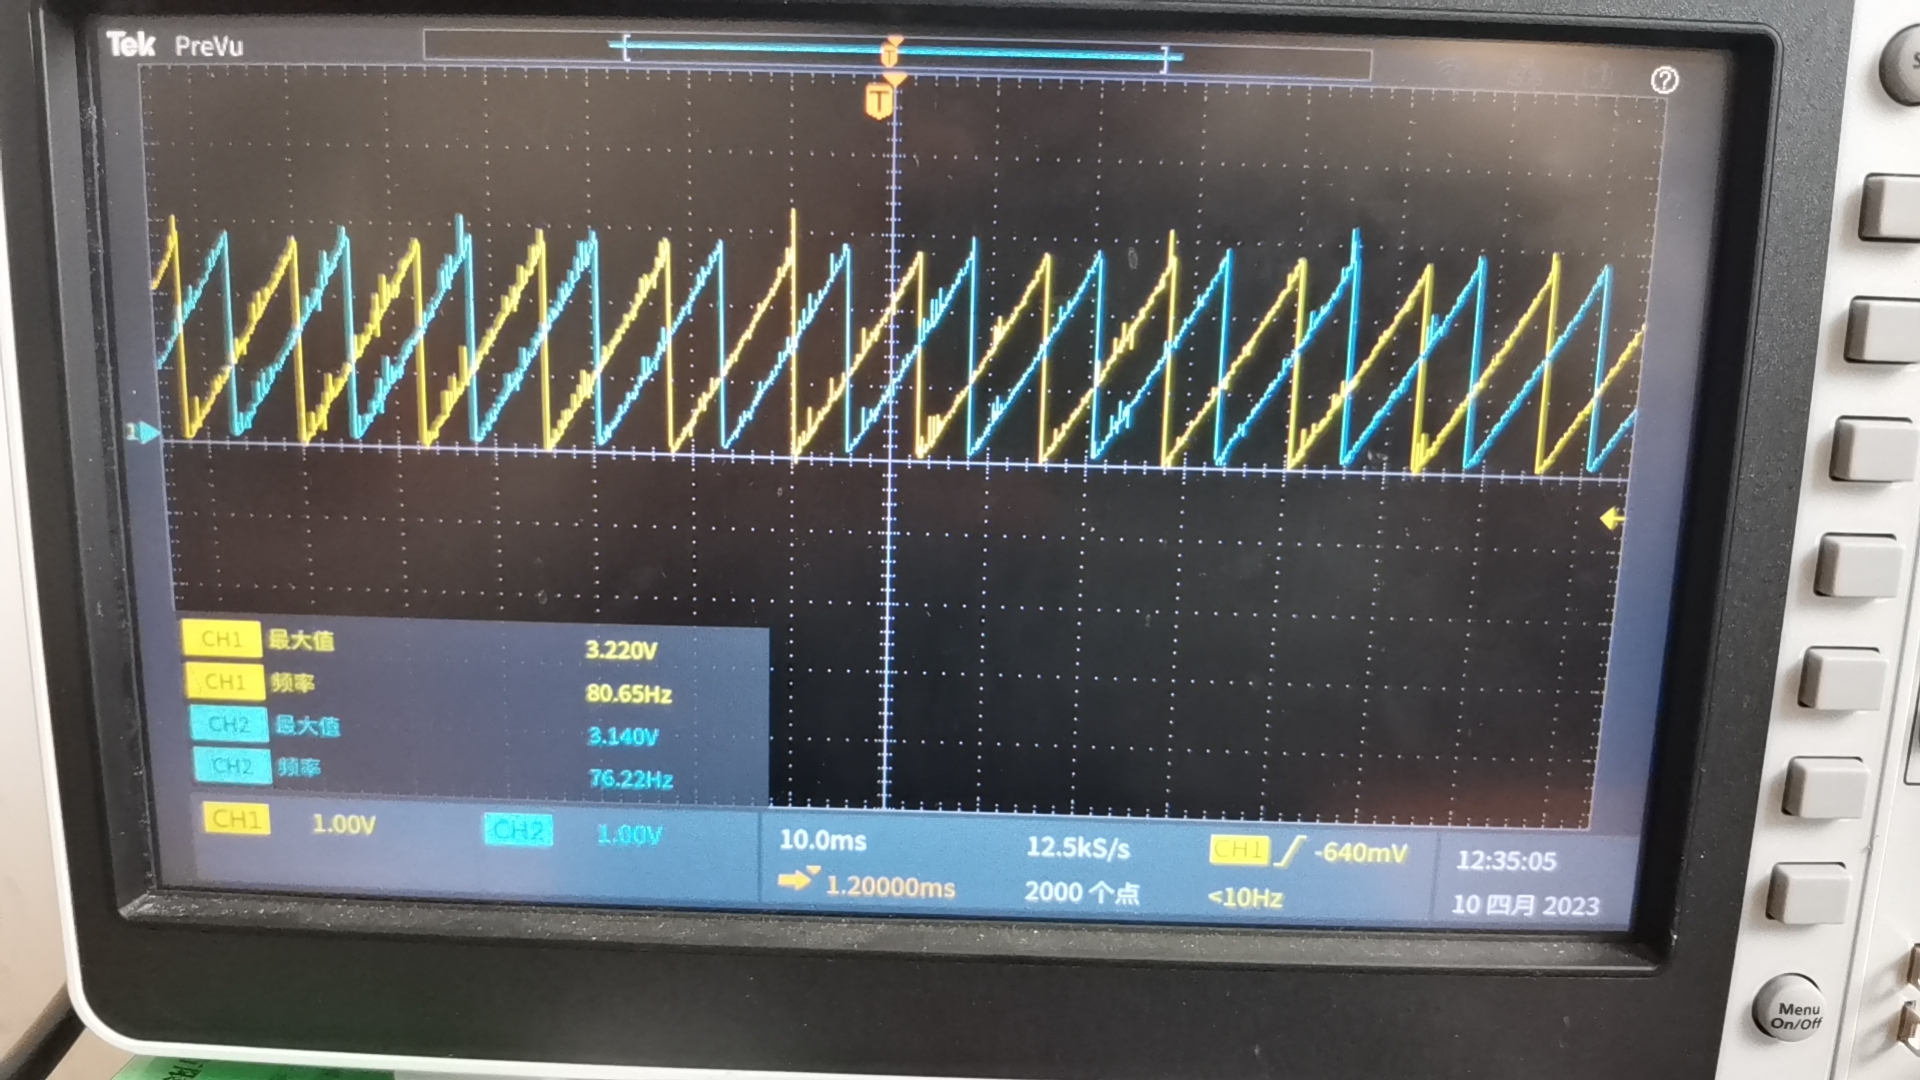 Tek PreVu
T
T
?
S
1
CH1 最大值 3.220V
CH1 频率 80.65Hz
CH2 最大值 3.140V
CH2 频率 76.22Hz
CH1 1.00V CH2 1.00V
10.0ms 12.5kS/s CH1 -640mV
1.20000ms 2000 个点 <10Hz
12:35:05
10 四月 2023
Menu
On/Off